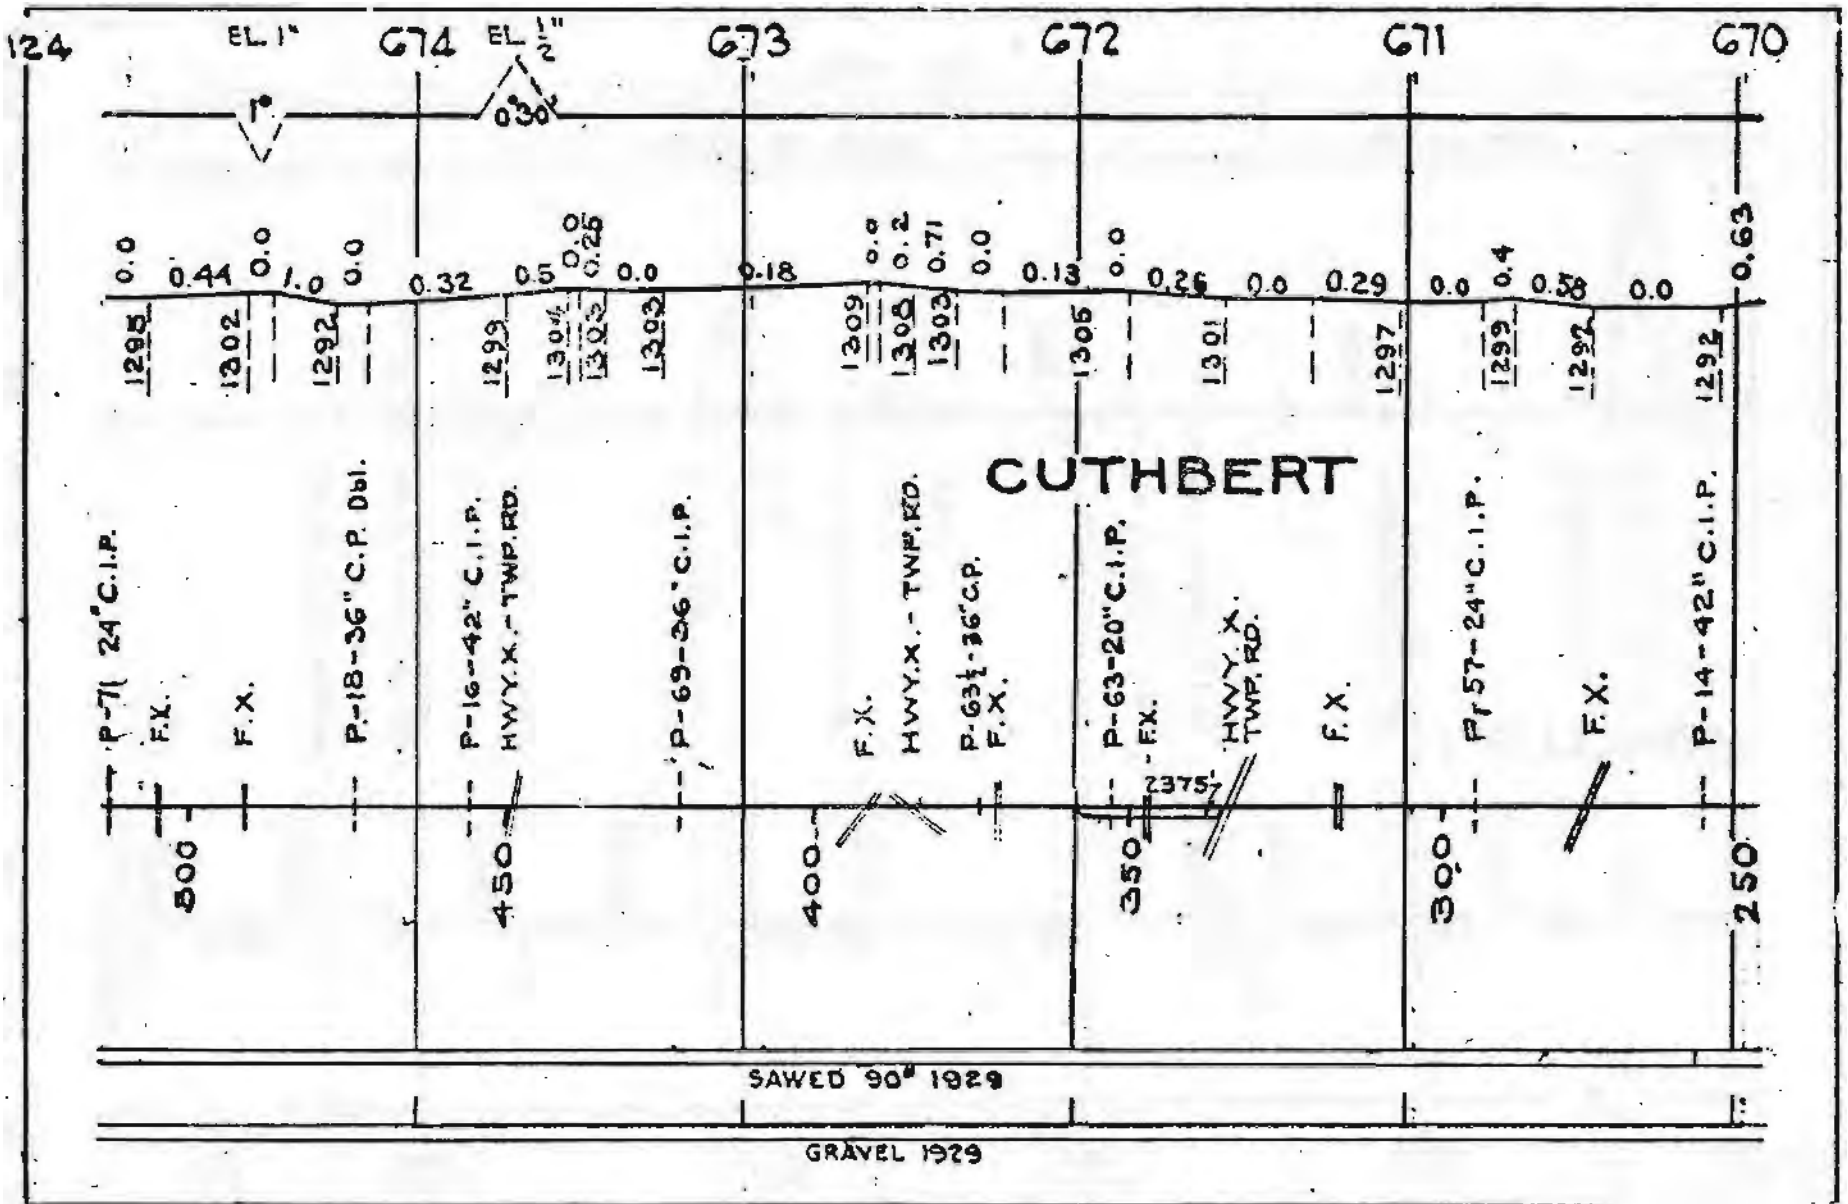 124 EL. 1" 674 EL. 1/2" 673 672 671 670
1° 0°30'
0.0 0.44 0.0 1.0 0.0 0.32 0.5 0.0 0.25 0.0 0.18 0.0 0.2 0.71 0.0 0.13 0.0 0.26 0.0 0.29 0.0 0.4 0.58 0.0 0.63
1298 1302 1292 1299 1304 1303 1303 1309 1308 1303 1305 1301 1297 1299 1292 1292
CUTHBERT
P-71 24" C.I.P.
F.X.
F.X.
P.-18-36" C.P. Dbl.
P-16-42" C.I.P.
HWY.X.-TWP.RD.
P-69-36" C.I.P.
F.X.
HWY.X.-TWP.RD.
P-63½-36" C.P.
F.X.
P-63-20" C.I.P.
F.X.
2375'
HWY.X.
TWP.RD.
F.X.
P-57-24" C.I.P.
F.X.
P-14-42" C.I.P.
500 450 400 350 300 250
SAWED 90# 1929
GRAVEL 1929